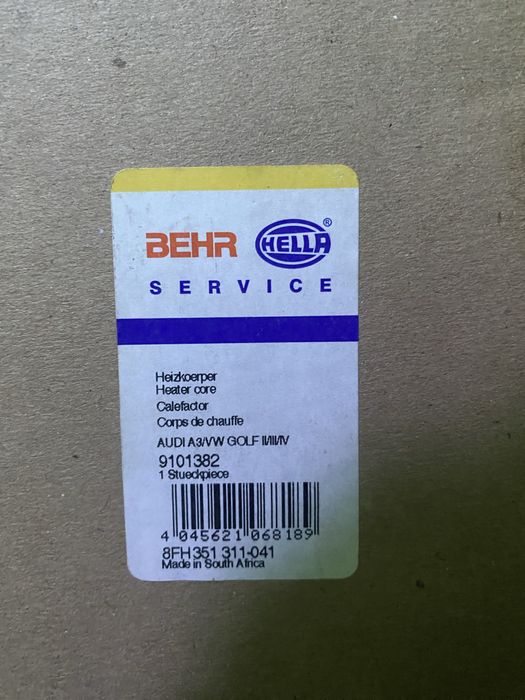 BEHR HELLA®
SERVICE
Heizkoerper
Heater core
Calefactor
Corps de chauffe
AUDI A3/VW GOLF II/III/IV
9101382
1 Stueckpiece
4 045621 068189
8FH 351 311-041
Made in South Africa